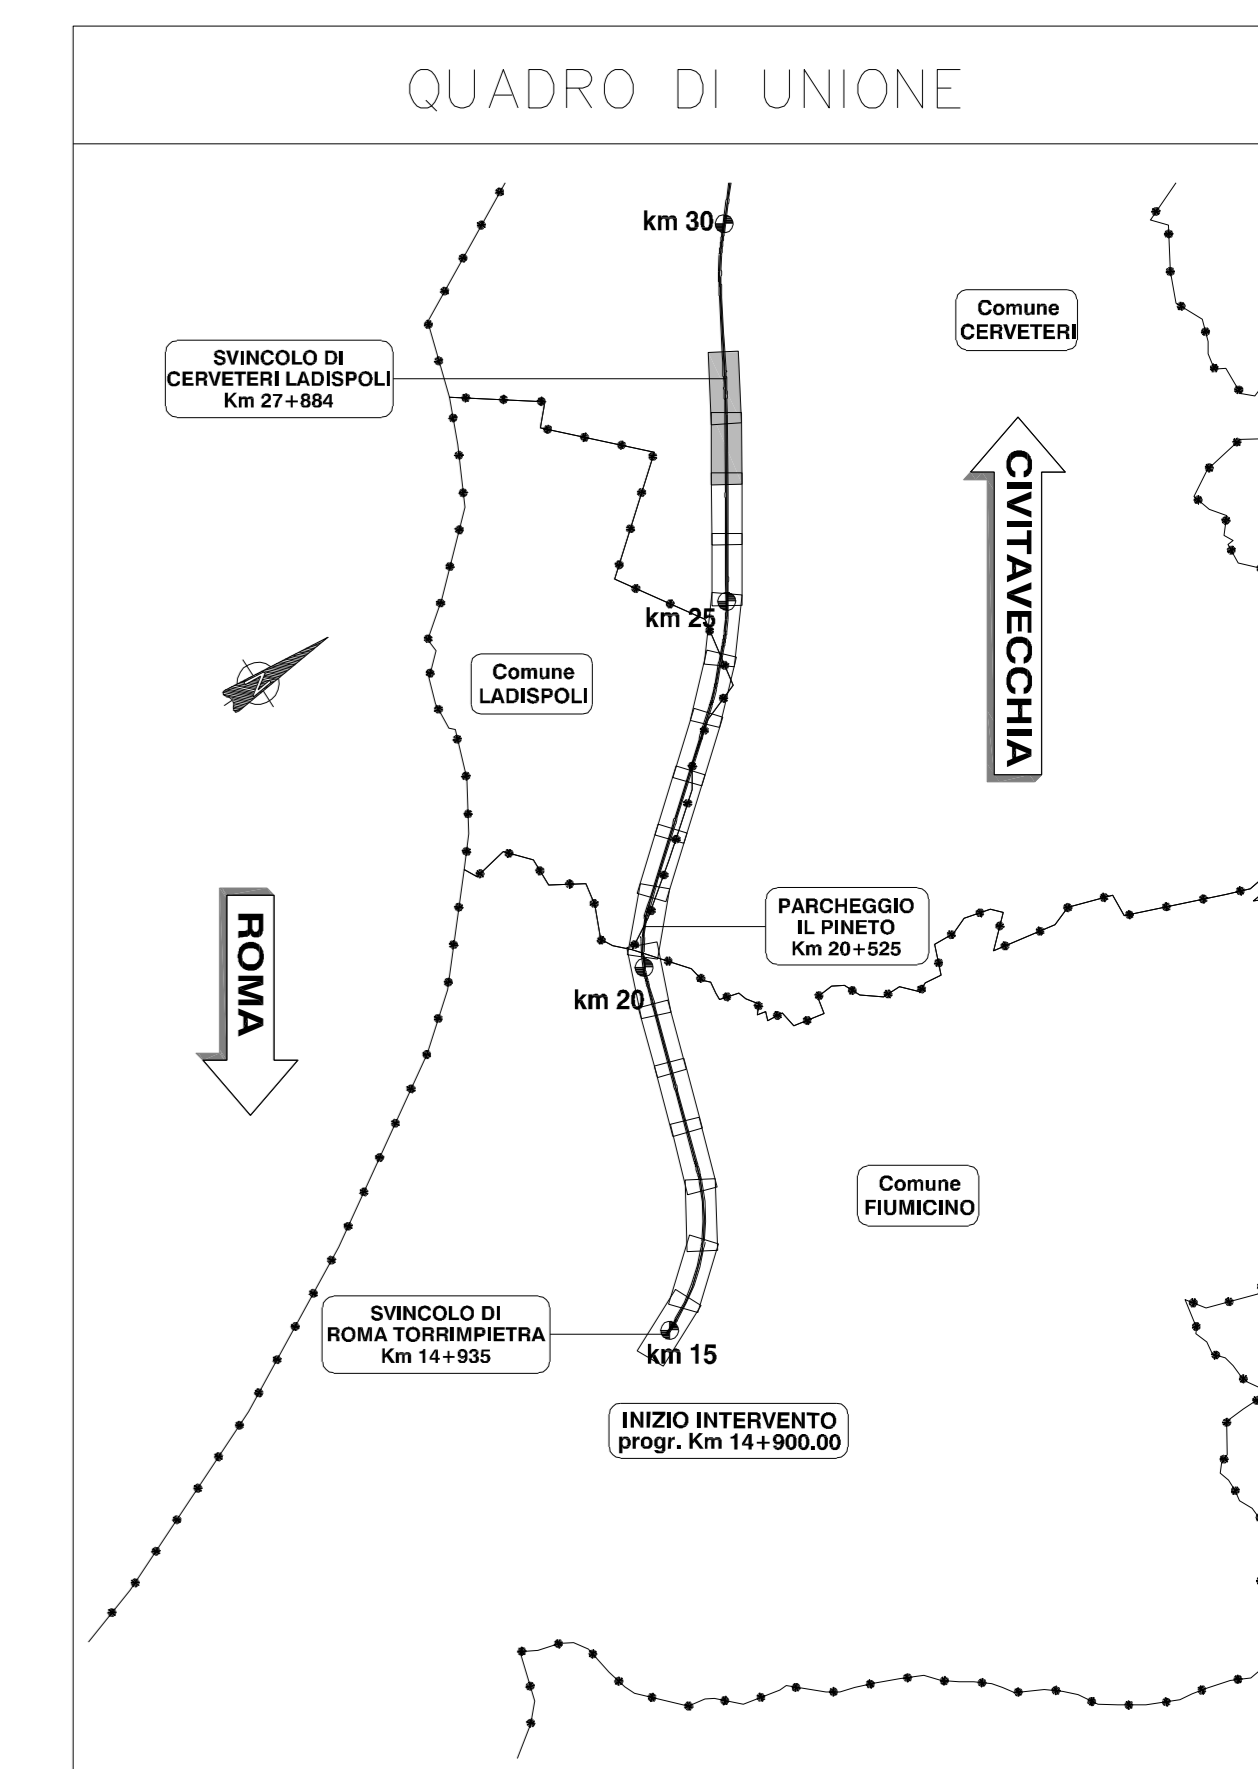 QUADRO DI UNIONE
km 30
Comune
CERVETERI
SVINCOLO DI
CERVETERI LADISPOLI
Km 27+884
CIVITAVECCHIA
km 25
N
Comune
LADISPOLI
PARCHEGGIO
IL PINETO
Km 20+525
ROMA
km 20
Comune
FIUMICINO
SVINCOLO DI
ROMA TORRIMPIETRA
Km 14+935
km 15
INIZIO INTERVENTO
progr. Km 14+900.00